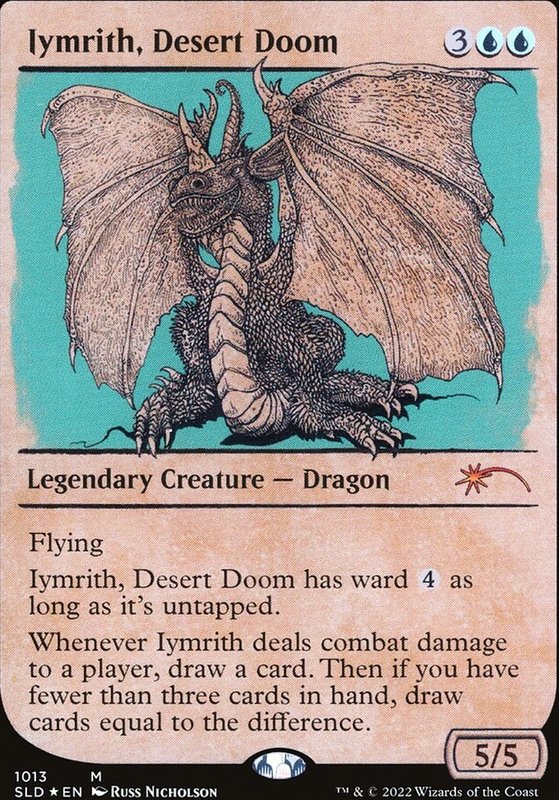 Iymrith, Desert Doom 3
Legendary Creature — Dragon
Flying
Iymrith, Desert Doom has ward 4 as
long as it's untapped.
Whenever Iymrith deals combat damage
to a player, draw a card. Then if you have
fewer than three cards in hand, draw
cards equal to the difference.
5/5
1013 M
SLD ★ EN Russ Nicholson
™ & © 2022 Wizards of the Coast